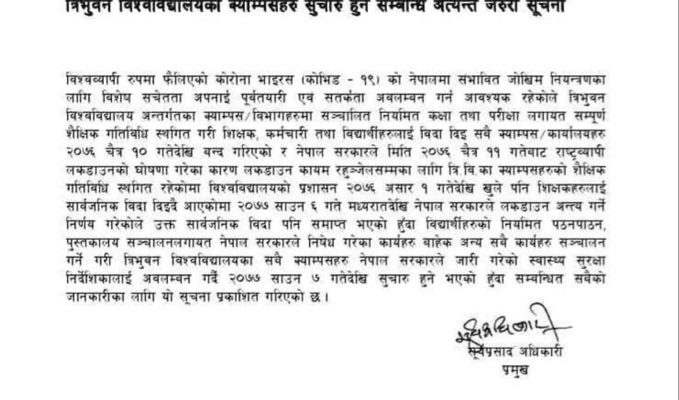 त्रिभुवन विश्वविद्यालयका क्याम्पसहरु सुचारु हुने सम्बन्धि अत्यन्त जरुरी सूचना
विश्वव्यापी रुपमा फैलिएको कोरोना भाइरस (कोभिड - १९) को नेपालमा संभावित जोखिम नियन्त्रणका
लागि विशेष सचेतता अपनाई पूर्वतयारी एवं सतर्कता अवलम्बन गर्न आवश्यक रहेकोले त्रिभुवन
विश्वविद्यालय अन्तर्गतका क्याम्पस/विभागहरुमा सञ्चालित नियमित कक्षा तथा परीक्षा लगायत सम्पूर्ण
शैक्षिक गतिविधि स्थगित गरी शिक्षक, कर्मचारी तथा विद्यार्थीहरुलाई बिदा दिइ सबै क्याम्पस/कार्यालयहरु
२०७६ चैत्र १० गतेदेखि बन्द गरिएको र नेपाल सरकारले मिति २०७६ चैत्र ११ गतेबाट राष्ट्रव्यापी
लकडाउनको घोषणा गरेका कारण लकडाउन कायम रहुञ्जेलसम्मका लागि त्रि.वि.का क्याम्पसहरुको शैक्षिक
गतिविधि स्थगित रहेकोमा विश्वविद्यालयको प्रशासन २०७६ असार १ गतेदेखि खुले पनि शिक्षकहरुलाई
सार्वजनिक विदा दिइदै आएकोमा २०७७ साउन ६ गते मध्यरातदेखि नेपाल सरकारले लकडाउन अन्त्य गर्ने
निर्णय गरेकोले उक्त सार्वजनिक विदा पनि समाप्त भएको हुँदा विद्यार्थीहरुको नियमित पठनपाठन,
पुस्तकालय सञ्चालनलगायत नेपाल सरकारले निषेध गरेका कार्यहरु बाहेक अन्य सबै कार्यहरु सञ्चालन
गर्ने गरी त्रिभुवन विश्वविद्यालयका सबै क्याम्पसहरु नेपाल सरकारले जारी गरेको स्वास्थ्य सुरक्षा
निर्देशिकालाई अवलम्बन गर्दै २०७७ साउन ७ गतेदेखि सुचारु हुने भएको हुँदा सम्बन्धित सबैको
जानकारीका लागि यो सूचना प्रकाशित गरिएको छ।
अधिकारी
प्रमुख